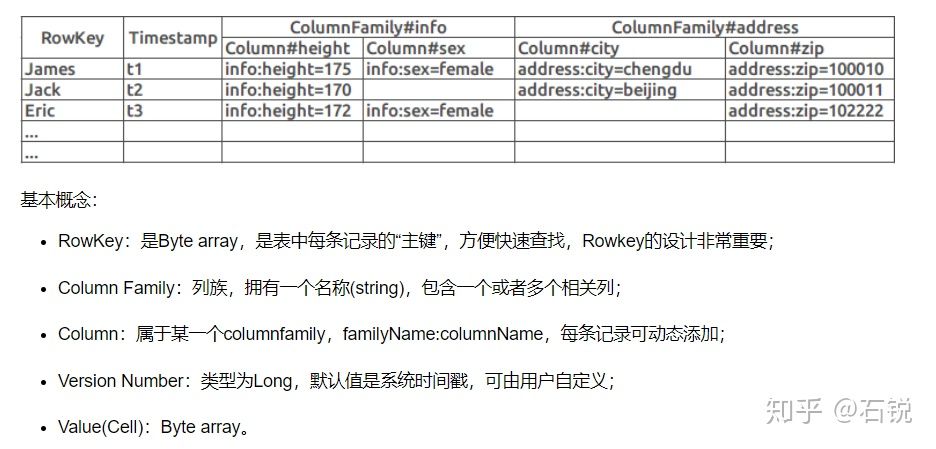 RowKey Timestamp ColumnFamily#info ColumnFamily#address
Column#height Column#sex Column#city Column#zip
James t1 info:height=175 info:sex=female address:city=chengdu address:zip=100010
Jack t2 info:height=170 address:city=beijing address:zip=100011
Eric t3 info:height=172 info:sex=female address:zip=102222
...
...
基本概念：
• RowKey：是Byte array，是表中每条记录的“主键”，方便快速查找，Rowkey的设计非常重要；
• Column Family：列族，拥有一个名称(string)，包含一个或者多个相关列；
• Column：属于某一个columnfamily，familyName:columnName，每条记录可动态添加；
• Version Number：类型为Long，默认值是系统时间戳，可由用户自定义；
• Value(Cell)：Byte array。
知乎 @石锐